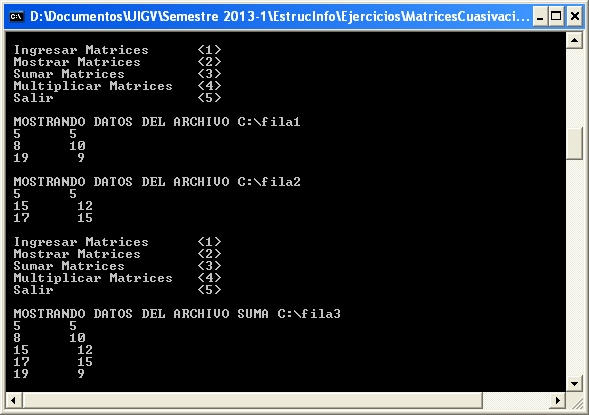 D:\Documentos\UIGV\Semestre 2013-1\EstrucInfo\Ejercicios\MatricesCuasivaci...
Ingresar Matrices <1>
Mostrar Matrices <2>
Sumar Matrices <3>
Multiplicar Matrices <4>
Salir <5>
MOSTRANDO DATOS DEL ARCHIVO C:\fila1
5 5
8 10
19 9
MOSTRANDO DATOS DEL ARCHIVO C:\fila2
5 5
15 12
17 15
Ingresar Matrices <1>
Mostrar Matrices <2>
Sumar Matrices <3>
Multiplicar Matrices <4>
Salir <5>
MOSTRANDO DATOS DEL ARCHIVO SUMA C:\fila3
5 5
8 10
15 12
17 15
19 9